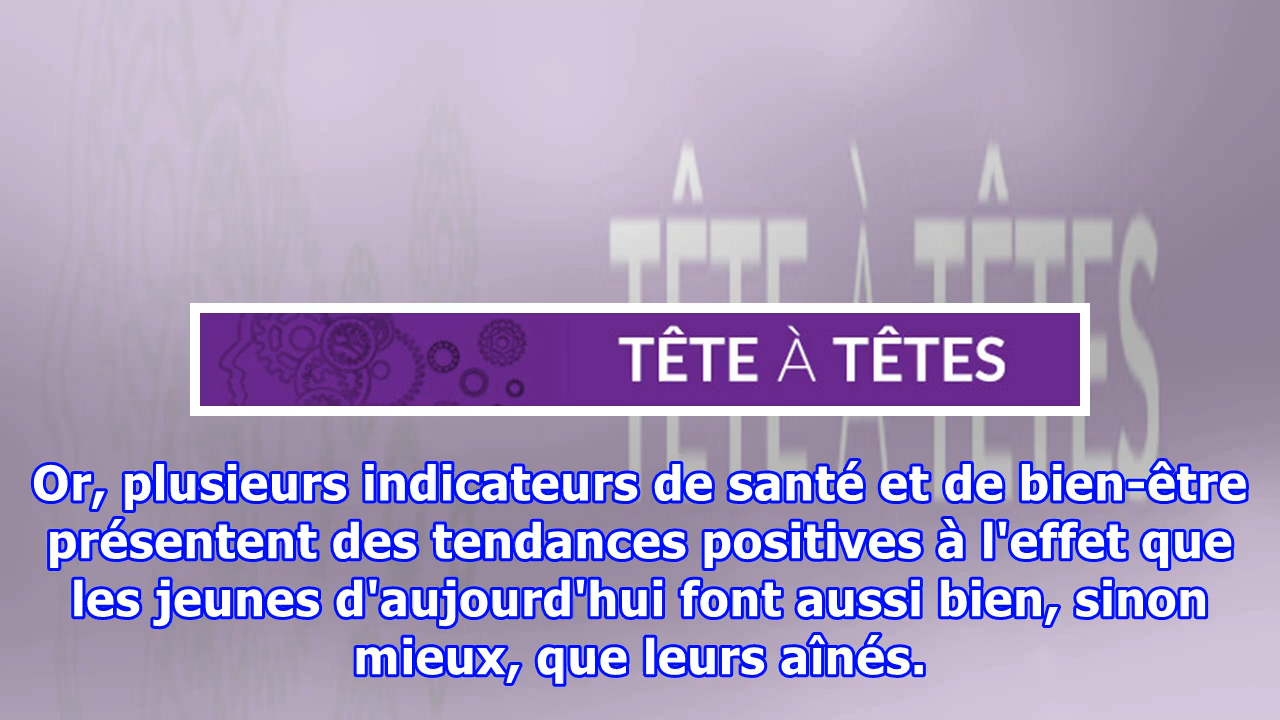 TÊTE À TÊTES
TÊTE À TÊTES
Or, plusieurs indicateurs de santé et de bien-être
présentent des tendances positives à l'effet que
les jeunes d'aujourd'hui font aussi bien, sinon
mieux, que leurs aînés.